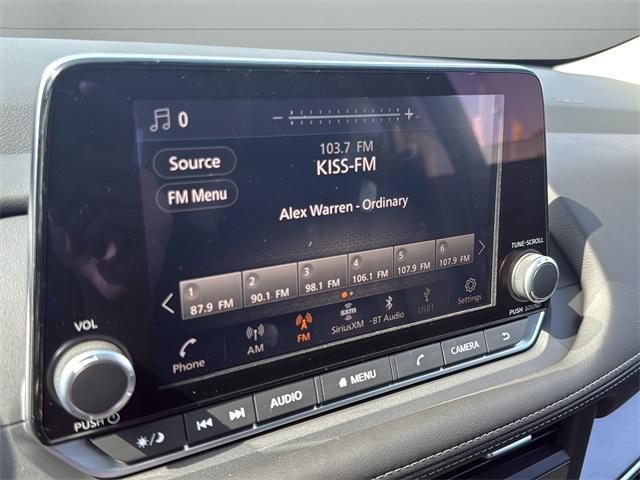 0
- +
Source
103.7 FM
KISS-FM
FM Menu
Alex Warren - Ordinary
1 87.9 FM
2 90.1 FM
3 98.1 FM
4 106.1 FM
5 107.9 FM
6 107.9 FM
Phone
AM
FM
sxm
SiriusXM
BT Audio
USB1
Settings
TUNE·SCROLL
PUSH SOUND
VOL
PUSH
AUDIO
MENU
CAMERA